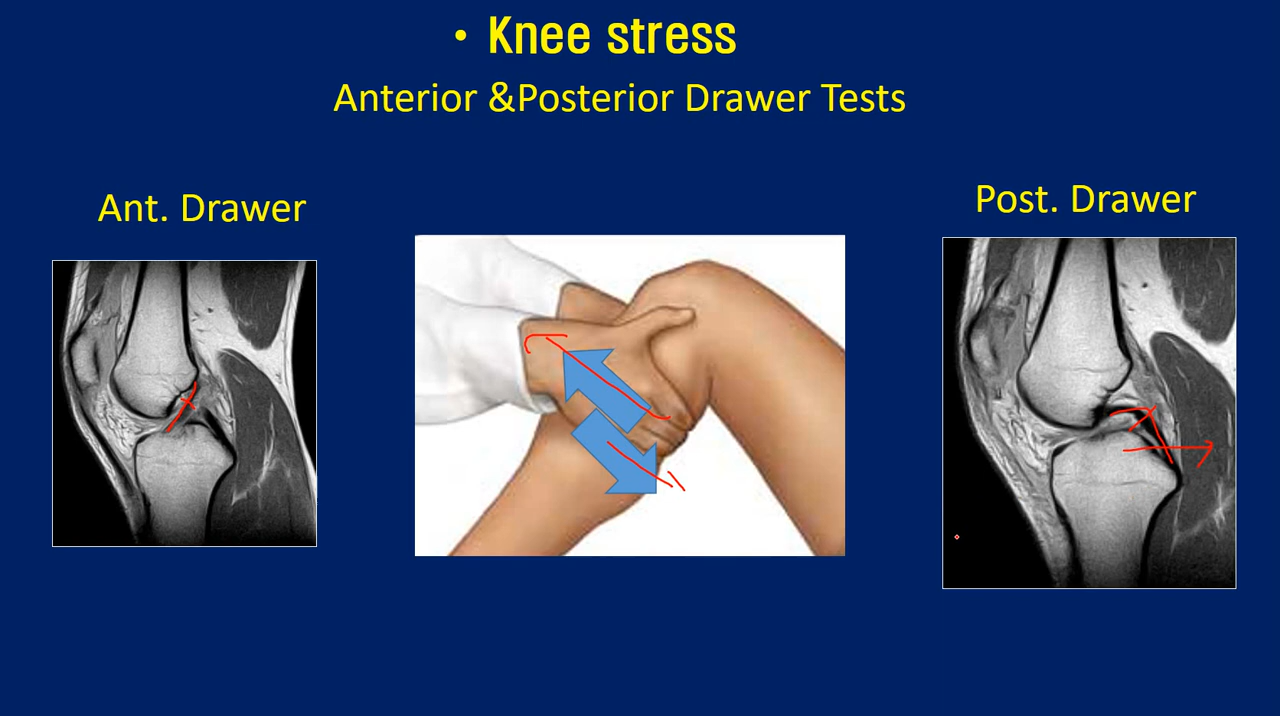 • Knee stress
Anterior &Posterior Drawer Tests
Ant. Drawer
Post. Drawer